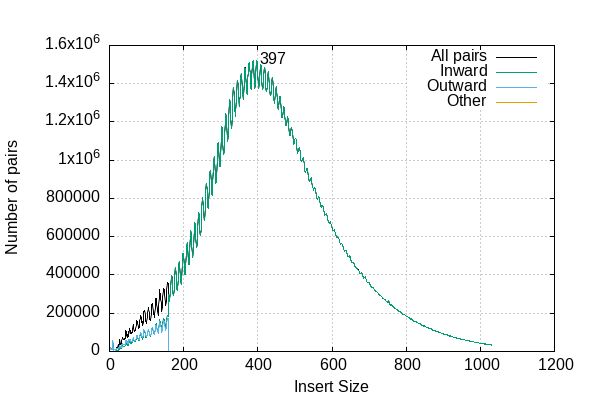 1.6x10^6
1.4x10^6
1.2x10^6
1x10^6
800000
600000
400000
200000
0
Number of pairs
397
All pairs
Inward
Outward
Other
0 200 400 600 800 1000 1200
Insert Size